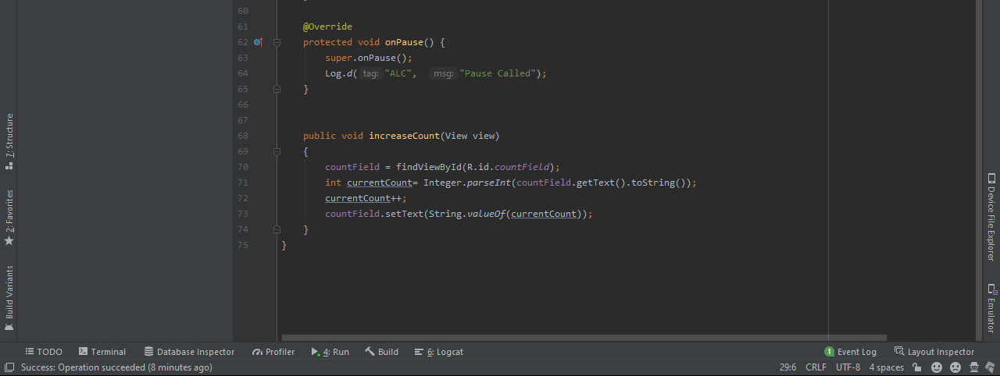 60
61 @Override
62 protected void onPause() {
63 super.onPause();
64 Log.d( tag: "ALC", msg: "Pause Called");
65 }
66
67
68 public void increaseCount(View view)
69 {
70 countField = findViewById(R.id.countField);
71 int currentCount= Integer.parseInt(countField.getText().toString());
72 currentCount++;
73 countField.setText(String.valueOf(currentCount));
74 }
75 }
7: Structure
2: Favorites
Build Variants
Device File Explorer
Emulator
TODO Terminal Database Inspector Profiler 4: Run Build 6: Logcat 1 Event Log Layout Inspector
Success: Operation succeeded (8 minutes ago) 29:6 CRLF UTF-8 4 spaces